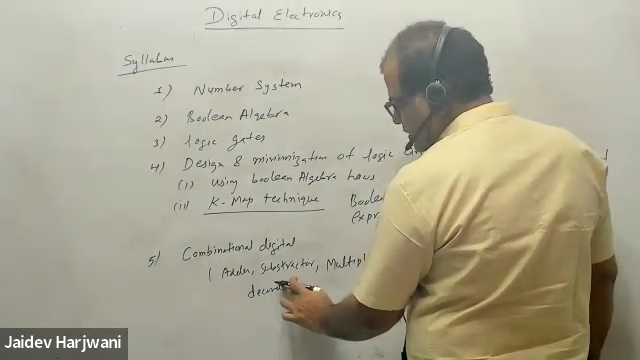 Digital Electronics
Syllabus
1) Number System
2) Boolean Algebra
3) logic gates
4) Design & minimization of logic
(i) using boolean Algebra laws
(ii) K-Map technique Boolea
expr
5) Combinational digital
( Adder, Substractor, Multipl
Jaidev Harjwani